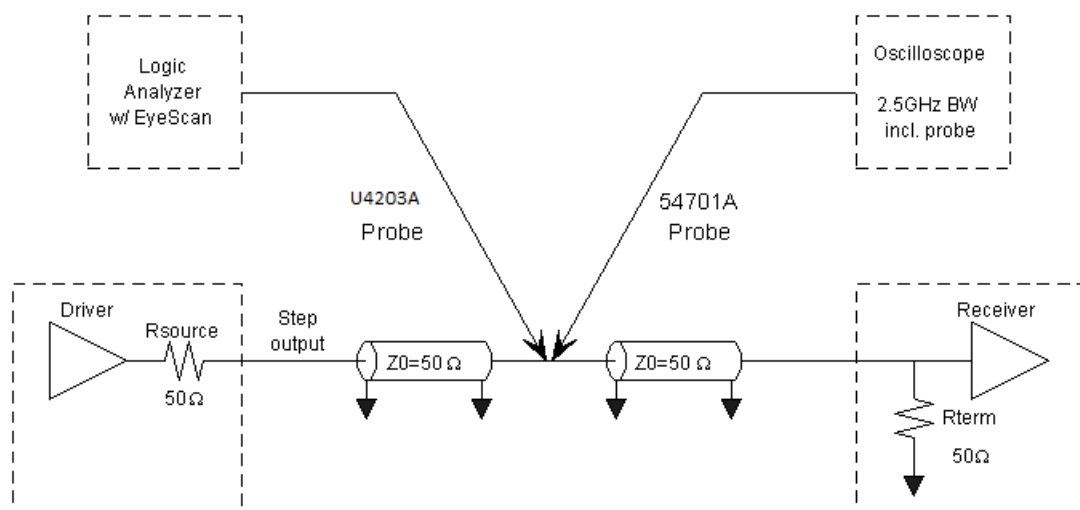 Logic
Analyzer
w/ EyeScan
Oscilloscope
2.5GHz BW
incl. probe
U4203A
Probe
54701A
Probe
Driver
Rsource
50Ω
Step
output
Z0=50 Ω
Z0=50 Ω
Receiver
Rterm
50Ω